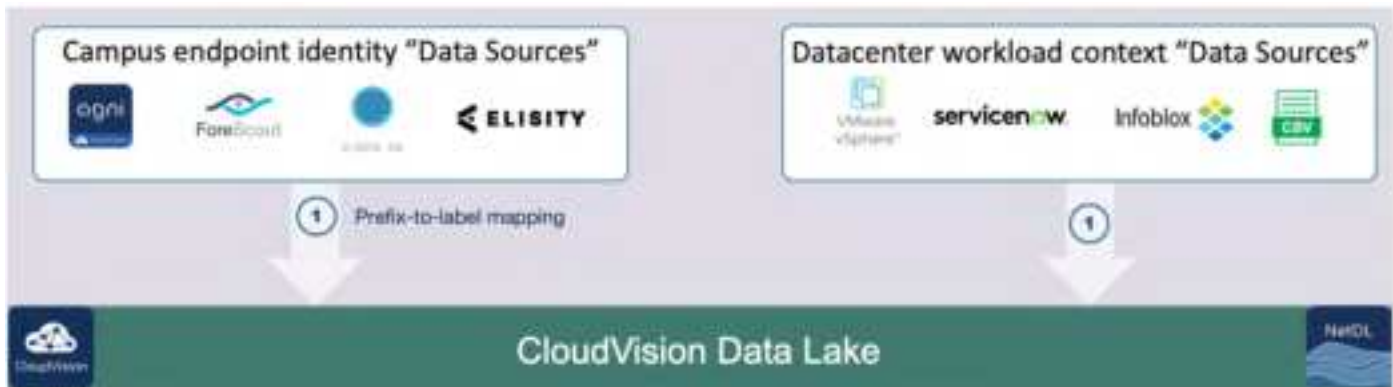 Campus endpoint identity "Data Sources"
agni
ForeScout
ELISITY
Datacenter workload context "Data Sources"
VMware
vSphere
servicenow
Infoblox
CSV
1 Prefix-to-label mapping
1
CloudVision
CloudVision Data Lake
NetDL